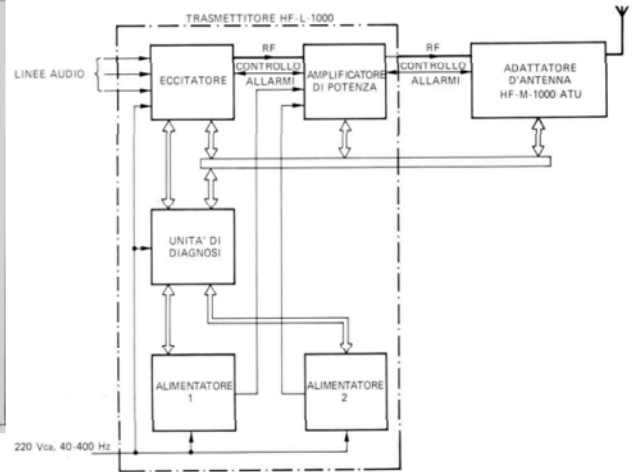 TRASMETTITORE HF-L-1000
LINEE AUDIO
ECCITATORE
RF
CONTROLLO
ALLARMI
AMPLIFICATORE
DI POTENZA
RF
CONTROLLO
ALLARMI
ADATTATORE
D'ANTENNA
HF-M-1000 ATU
UNITA' DI
DIAGNOSI
ALIMENTATORE
1
ALIMENTATORE
2
220 Vca, 40-400 Hz